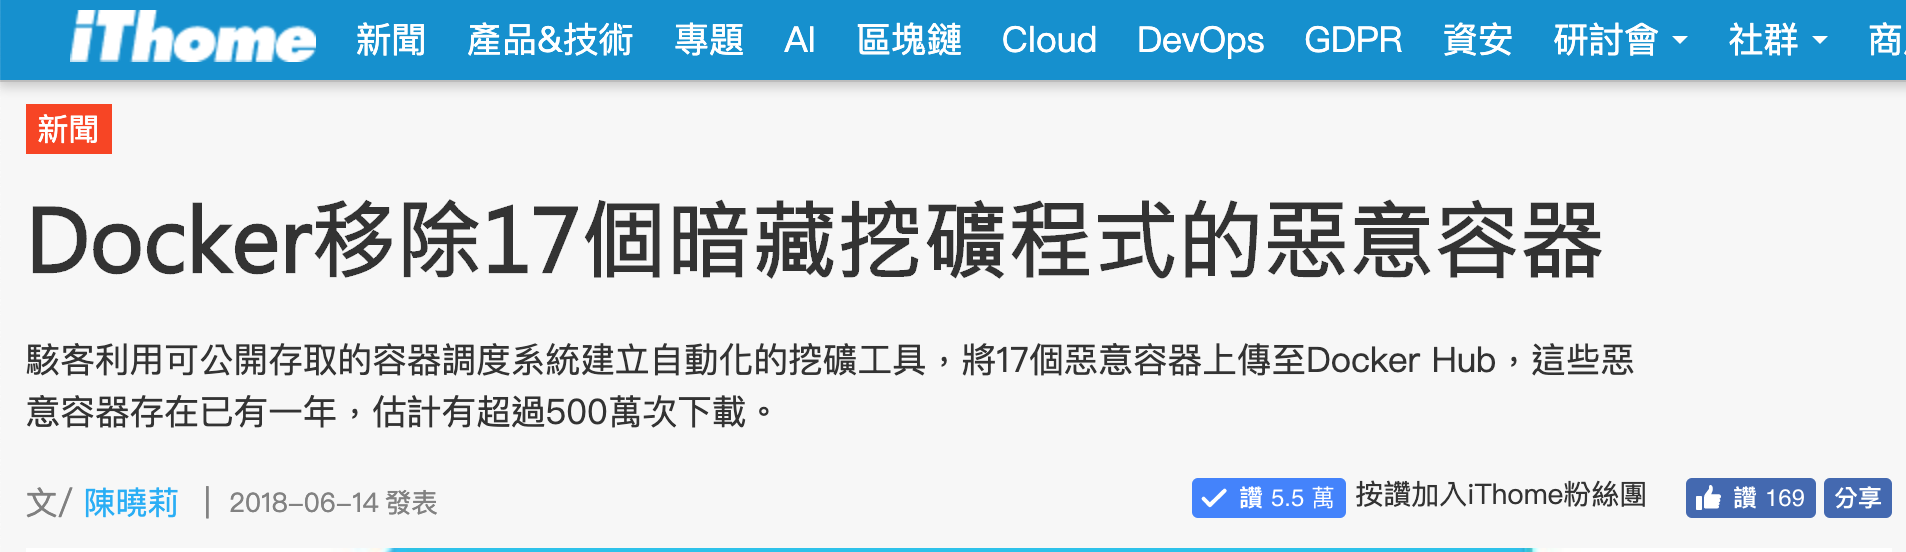 iThome 新聞 產品&技術 專題 AI 區塊鏈 Cloud DevOps GDPR 資安 研討會 社群 商
新聞
Docker移除17個暗藏挖礦程式的惡意容器
駭客利用可公開存取的容器調度系統建立自動化的挖礦工具，將17個惡意容器上傳至Docker Hub，這些惡
意容器存在已有一年，估計有超過500萬次下載。
文/ 陳曉莉 | 2018-06-14 發表 讚 5.5 萬 按讚加入iThome粉絲團 讚 169 分享